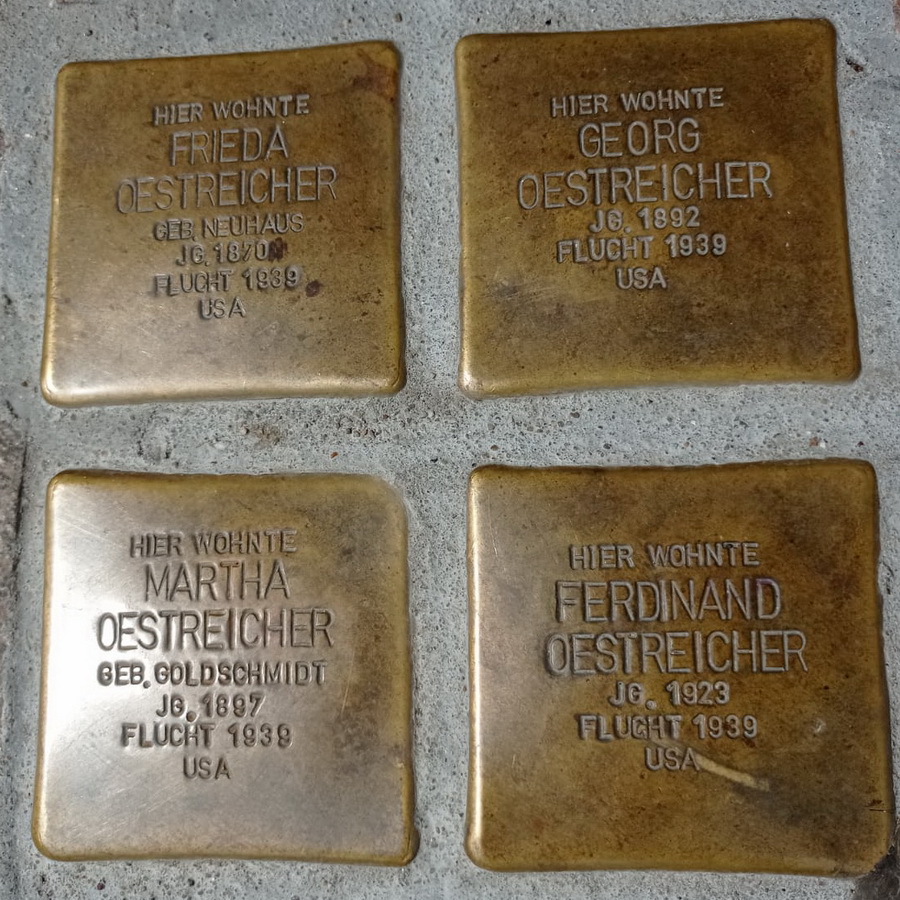 HIER WOHNTE
FRIEDA
OESTREICHER
GEB. NEUHAUS
JG. 1870
FLUCHT 1939
USA
HIER WOHNTE
GEORG
OESTREICHER
JG. 1892
FLUCHT 1939
USA
HIER WOHNTE
MARTHA
OESTREICHER
GEB. GOLDSCHMIDT
JG. 1897
FLUCHT 1939
USA
HIER WOHNTE
FERDINAND
OESTREICHER
JG. 1923
FLUCHT 1939
USA